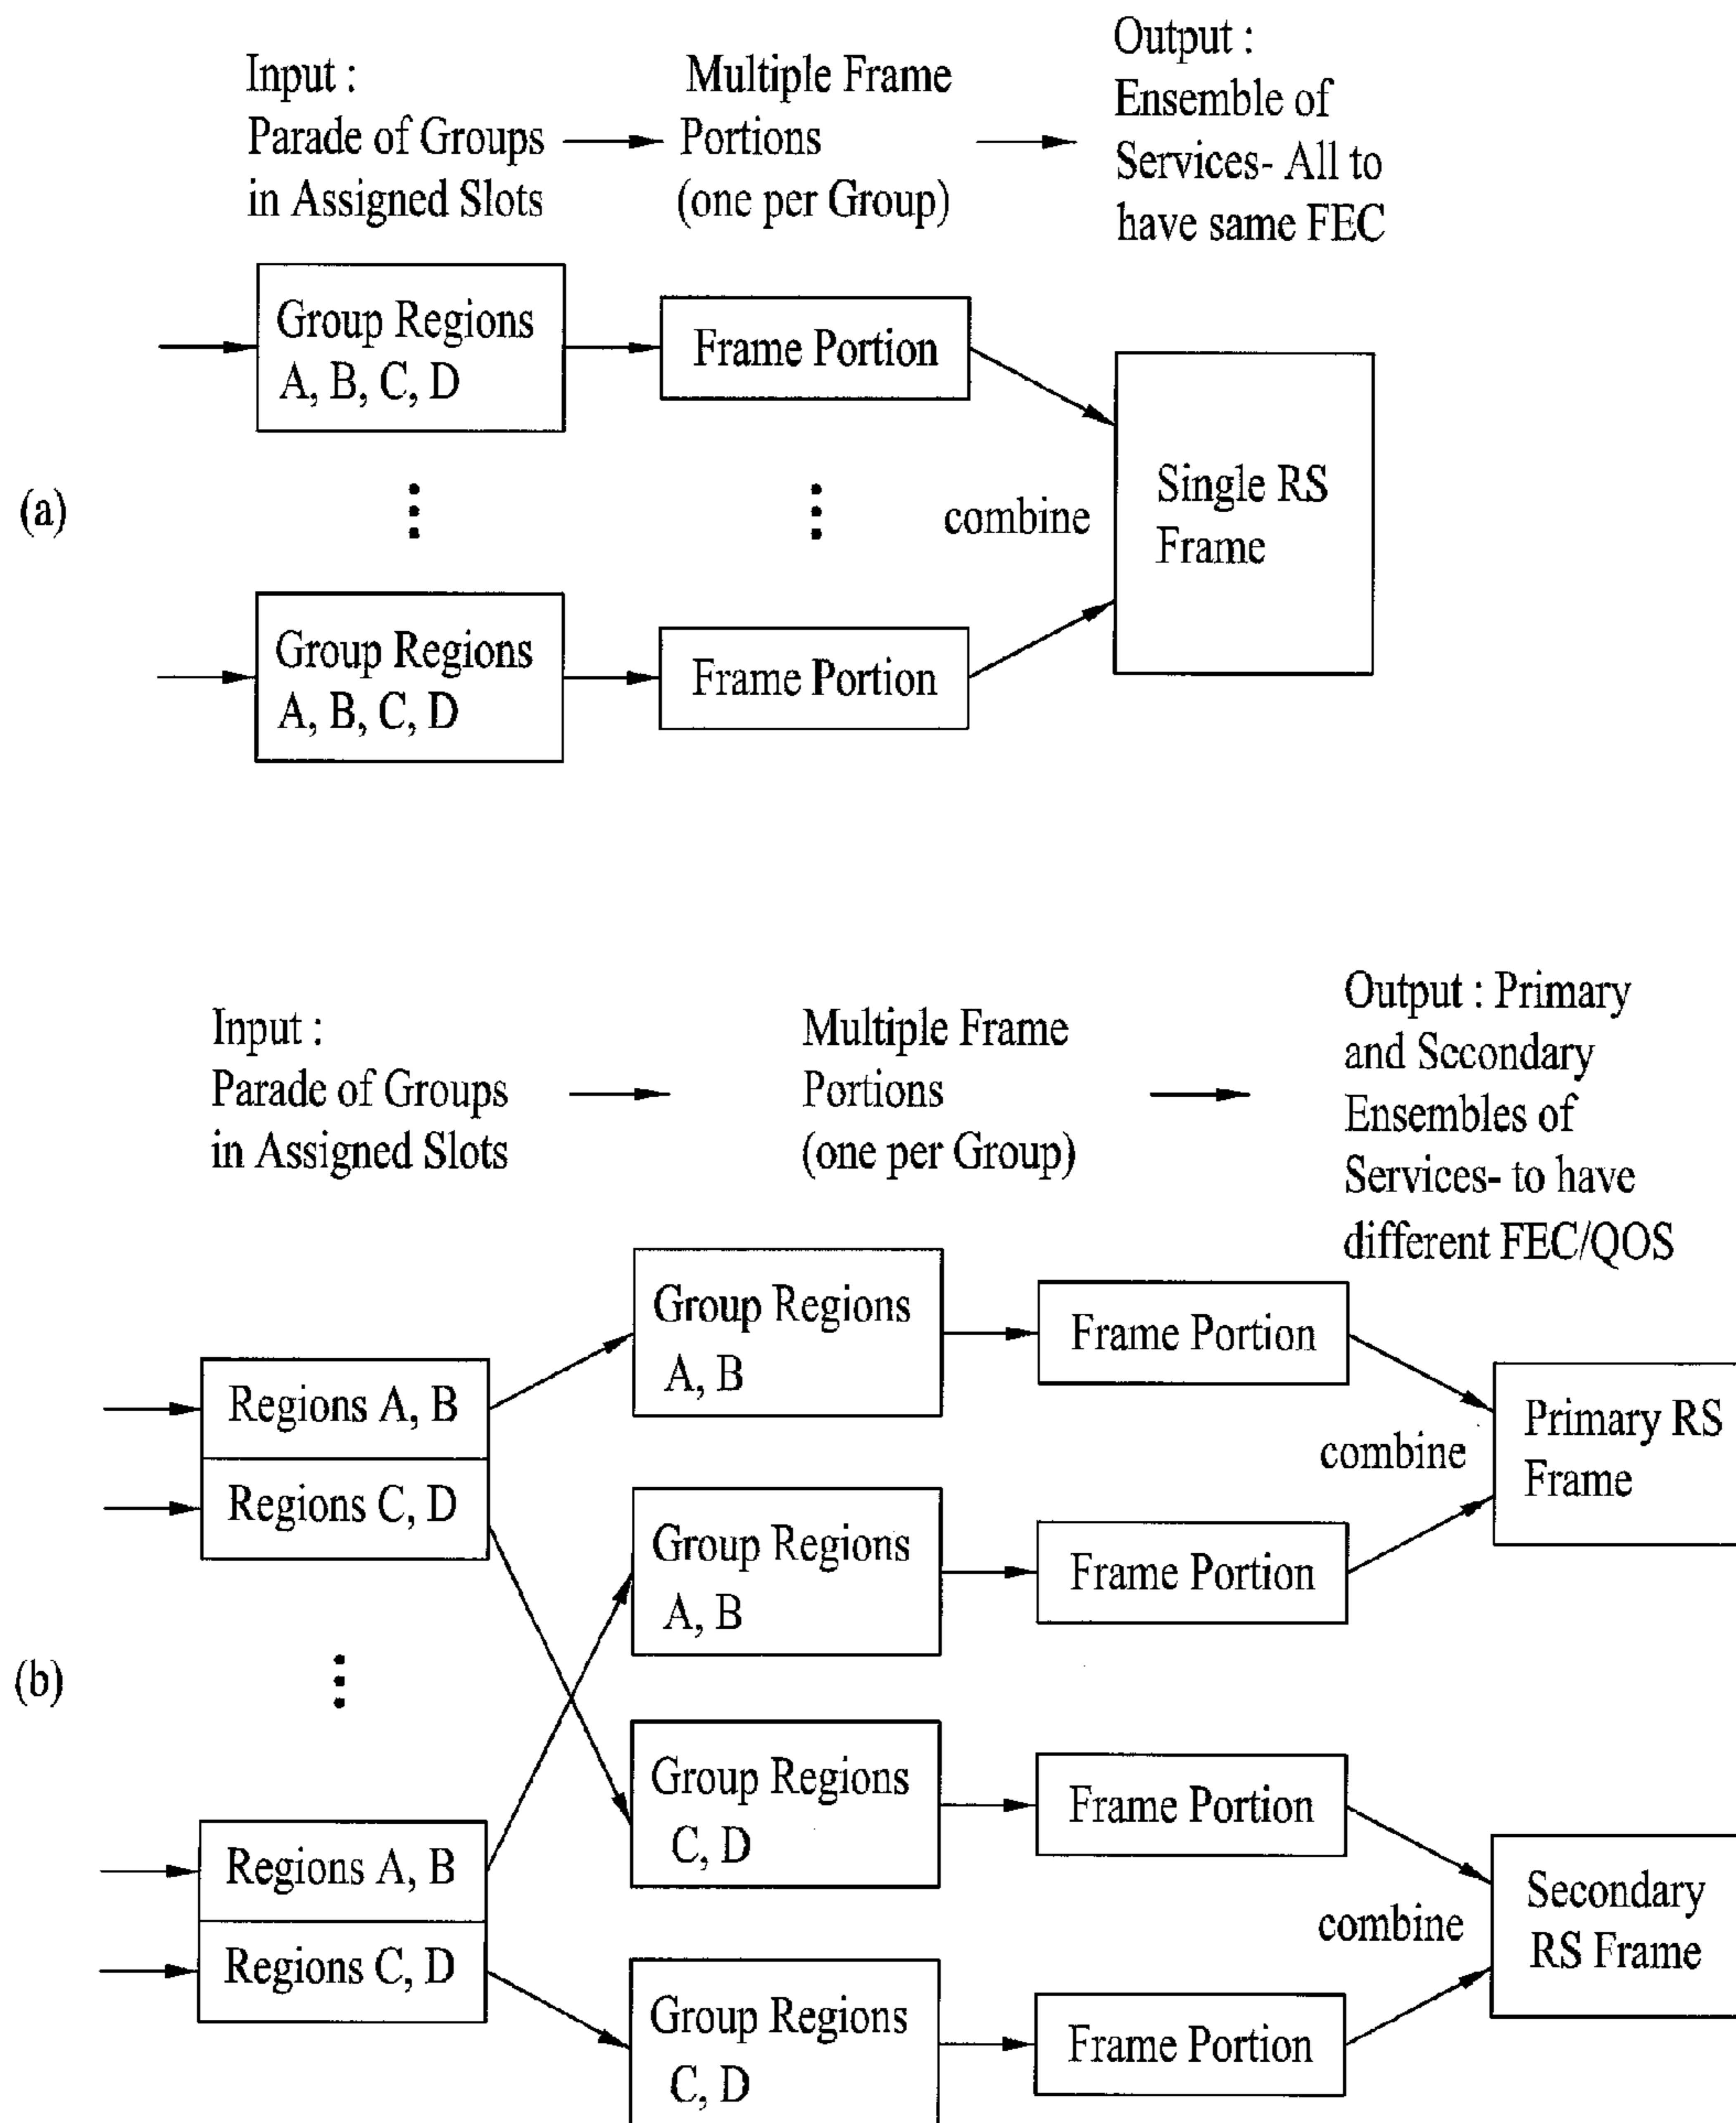 Input :
Parade of Groups
in Assigned Slots
Multiple Frame
Portions
(one per Group)
Output :
Ensemble of
Services- All to
have same FEC
(a)
Group Regions
A, B, C, D
Frame Portion
Group Regions
A, B, C, D
Frame Portion
combine
Single RS
Frame
Input :
Parade of Groups
in Assigned Slots
Multiple Frame
Portions
(one per Group)
Output : Primary
and Secondary
Ensembles of
Services- to have
different FEC/QOS
(b)
Regions A, B
Regions C, D
Regions A, B
Regions C, D
Group Regions
A, B
Frame Portion
Group Regions
A, B
Frame Portion
combine
Primary RS
Frame
Group Regions
C, D
Frame Portion
Group Regions
C, D
Frame Portion
combine
Secondary
RS Frame